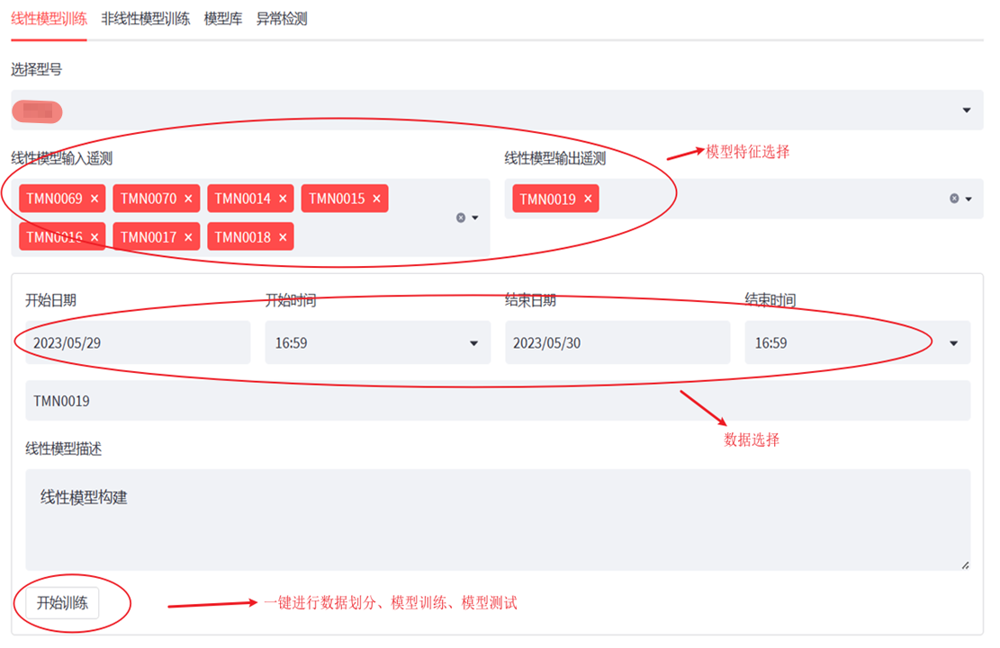 线性模型训练 非线性模型训练 模型库 异常检测
选择型号
线性模型输入遥测 线性模型输出遥测 模型特征选择
TMN0069 × TMN0070 × TMN0014 × TMN0015 × TMN0019 ×
TMN0016 × TMN0017 × TMN0018 ×
开始日期 开始时间 结束日期 结束时间
2023/05/29 16:59 2023/05/30 16:59
TMN0019
数据选择
线性模型描述
线性模型构建
开始训练 一键进行数据划分、模型训练、模型测试